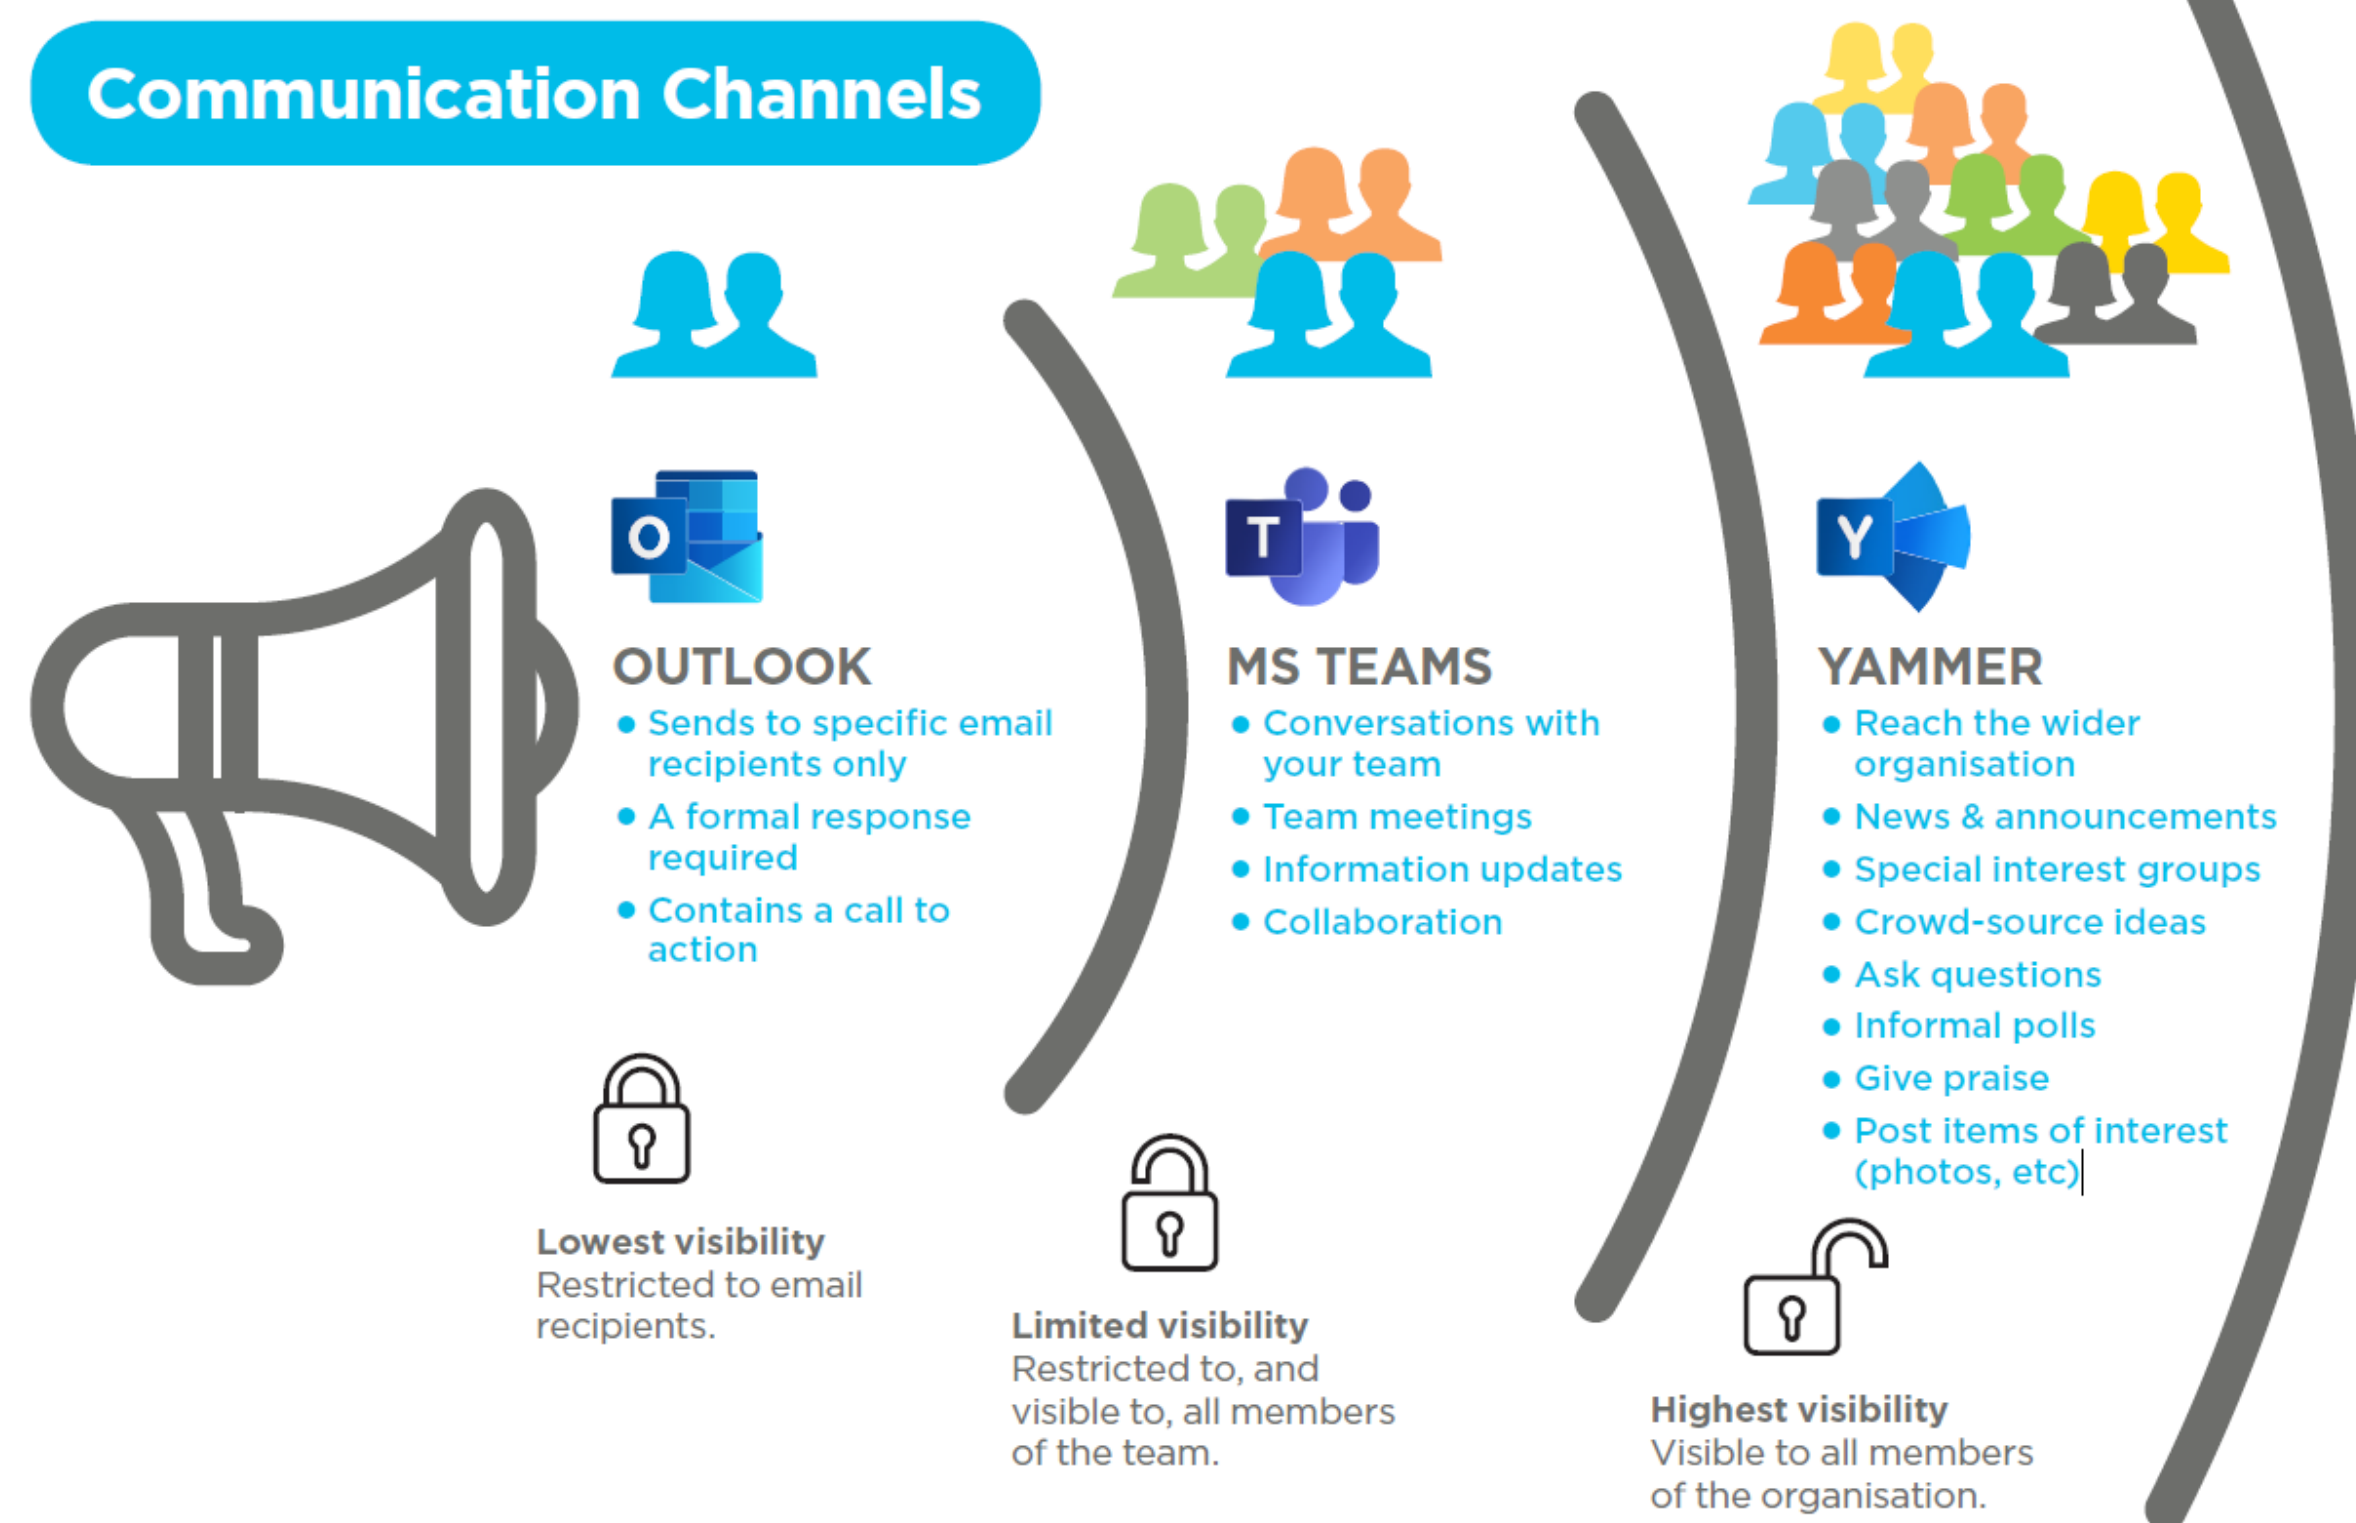 Communication Channels
O
OUTLOOK
Sends to specific email
recipients only
A formal response
required
Contains a call to
action
Lowest visibility
Restricted to email
recipients.
T
MS TEAMS
Conversations with
your team
Team meetings
Information updates
Collaboration
Limited visibility
Restricted to, and
visible to, all members
of the team.
Y
YAMMER
Reach the wider
organisation
News & announcements
Special interest groups
Crowd-source ideas
Ask questions
Informal polls
Give praise
Post items of interest
(photos, etc)
Highest visibility
Visible to all members
of the organisation.